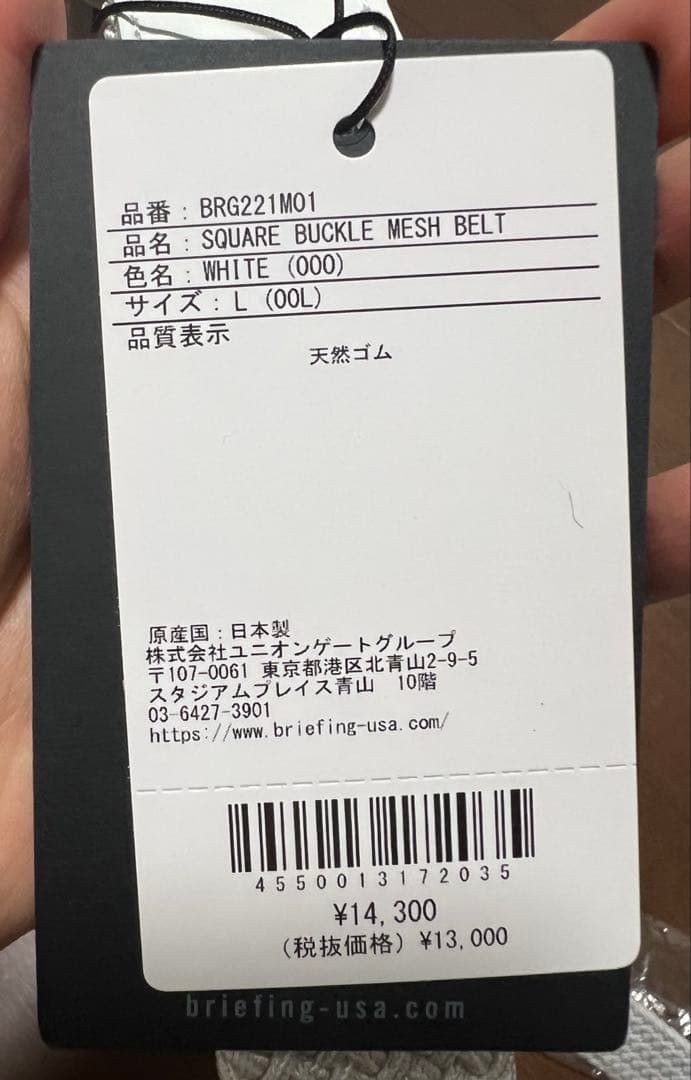 品番：BRG221M01
品名：SQUARE BUCKLE MESH BELT
色名：WHITE (000)
サイズ：L (00L)
品質表示
天然ゴム
原産国：日本製
株式会社ユニオンゲートグループ
〒107-0061 東京都港区北青山2-9-5
スタジアムプレイス青山 10階
03-6427-3901
https://www.briefing-usa.com/
4550013172035
¥14,300
(税抜価格) ¥13,000
briefing-usa.com